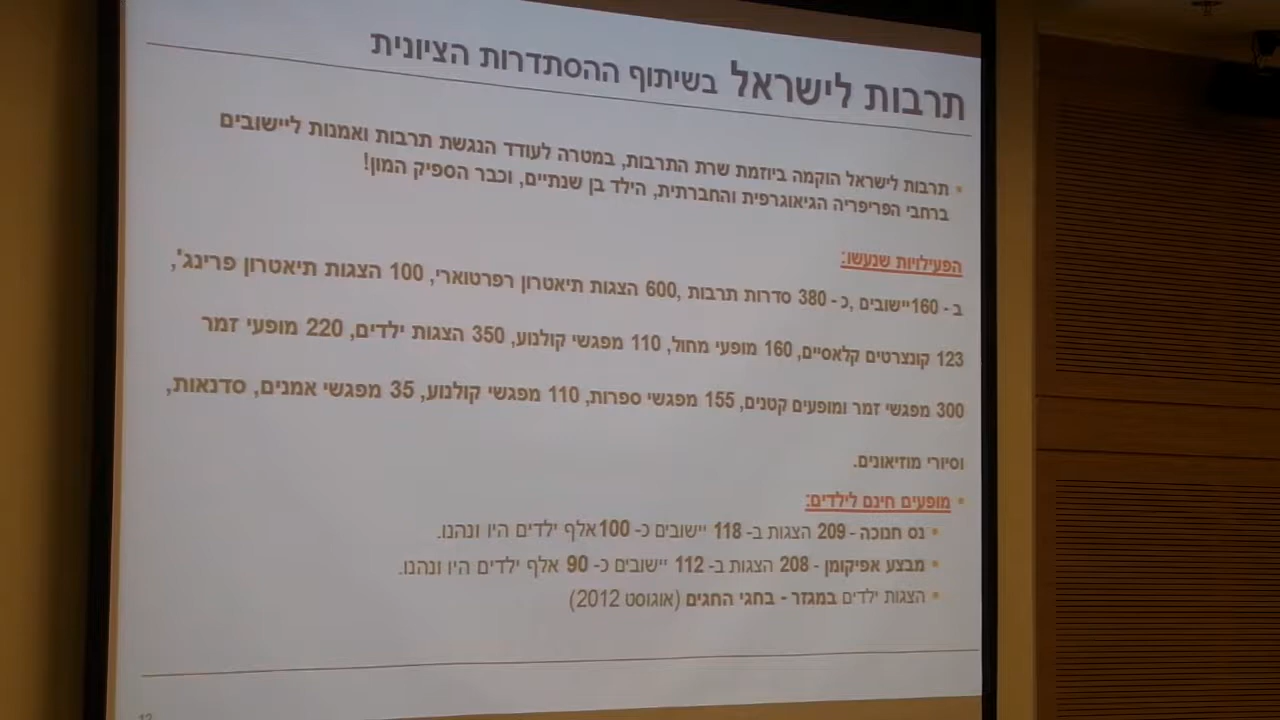 תרבות לישראל בשיתוף ההסתדרות הציונית
תרבות לישראל הוקמה ביוזמת שרת התרבות, במטרה לעודד הנגשת תרבות ואמנות ליישובים
ברחבי הפריפריה הגיאוגרפית והחברתית, הילד בן שנתיים, וכבר הספיק המון!
הפעילויות שנעשו:
ב - 160יישובים ,כ - 380 סדרות תרבות ,600 הצגות תיאטרון רפרטוארי, 100 הצגות תיאטרון פרינג',
123 קונצרטים קלאסיים, 160 מופעי מחול, 110 מפגשי קולנוע, 350 הצגות ילדים, 220 מופעי זמר
300 מפגשי זמר ומופעים קטנים, 155 מפגשי ספרות, 110 מפגשי קולנוע, 35 מפגשי אמנים, סדנאות,
וסיורי מוזיאונים.
מופעים חינם לילדים:
נס חנוכה - 209 הצגות ב- 118 יישובים כ- 100אלף ילדים היו ונהנו.
מבצע אפיקומן - 208 הצגות ב- 112 יישובים כ- 90 אלף ילדים היו ונהנו.
הצגות ילדים במגזר - בחגי החגים (אוגוסט 2012)